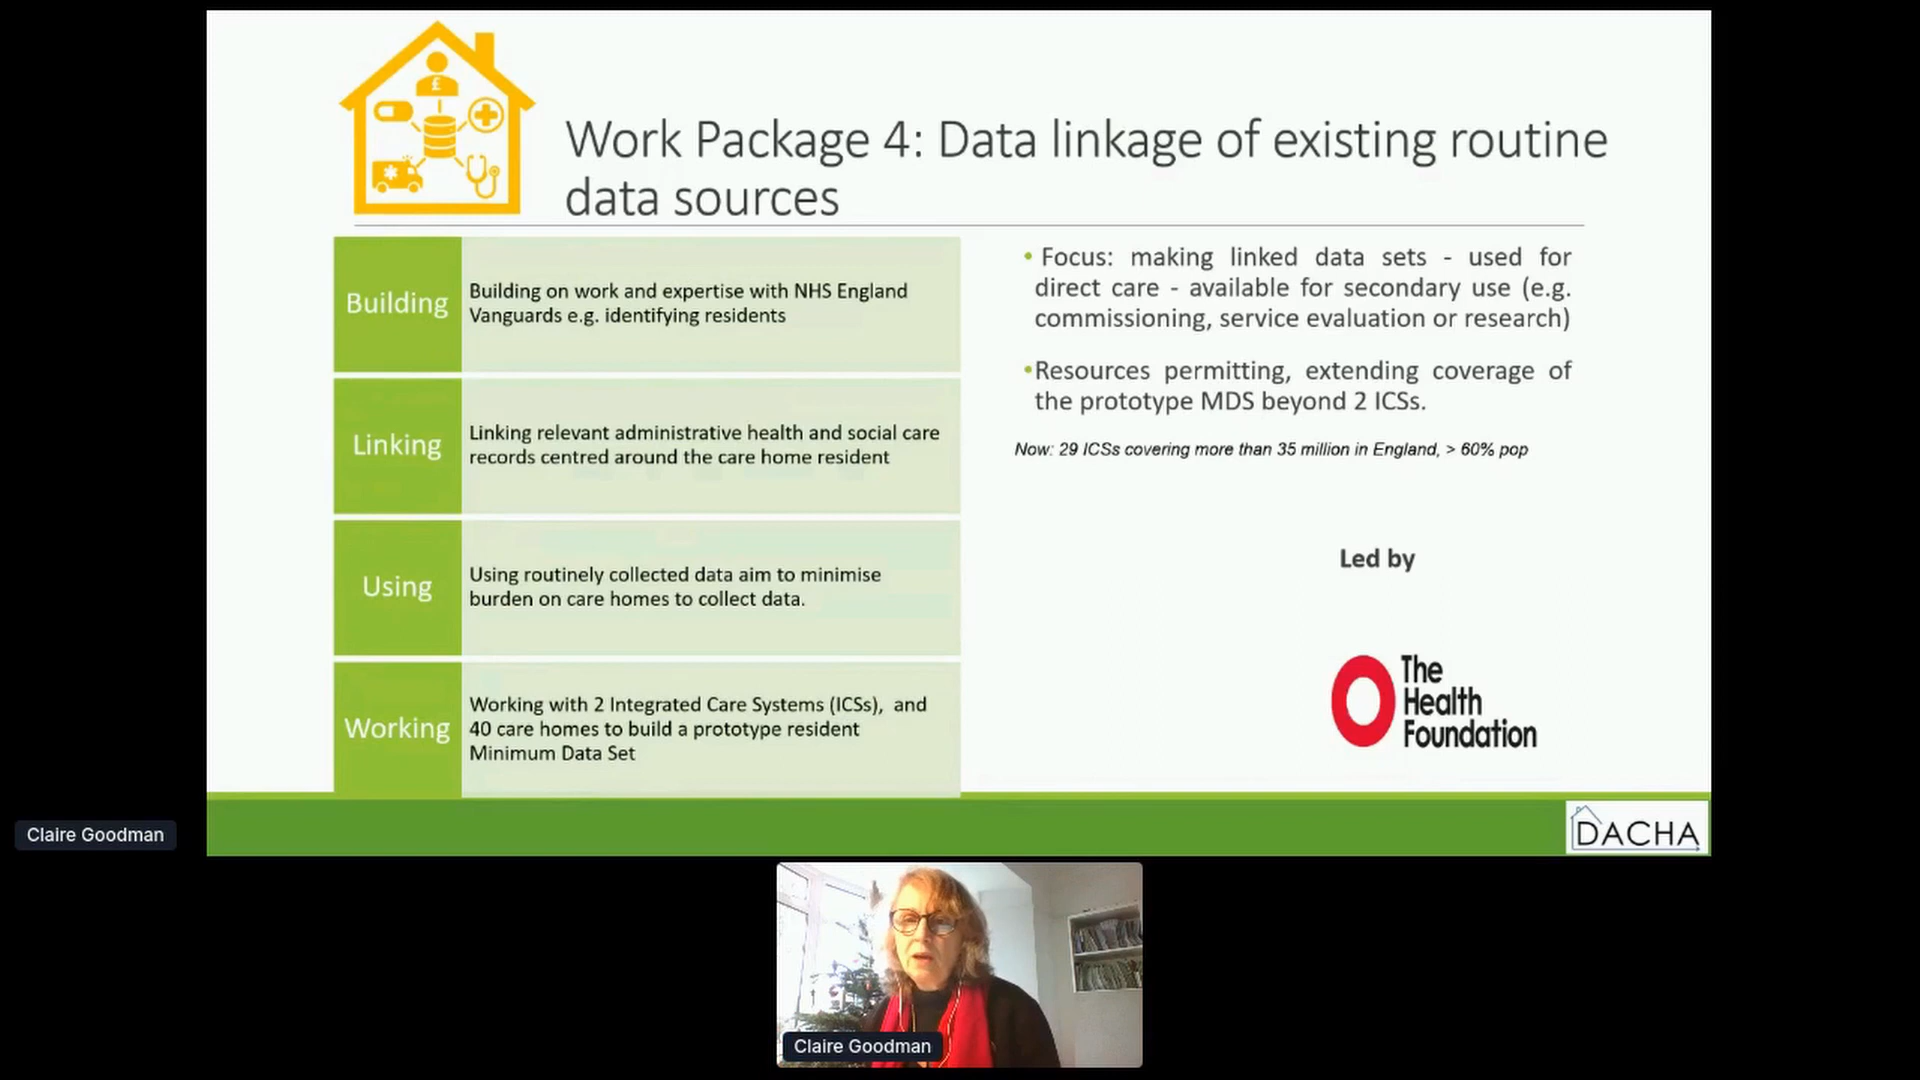 £
Work Package 4: Data linkage of existing routine
data sources
Building
Building on work and expertise with NHS England
Vanguards e.g. identifying residents
Linking
Linking relevant administrative health and social care
records centred around the care home resident
Using
Using routinely collected data aim to minimise
burden on care homes to collect data.
Working
Working with 2 Integrated Care Systems (ICSs), and
40 care homes to build a prototype resident
Minimum Data Set
• Focus: making linked data sets - used for
direct care - available for secondary use (e.g.
commissioning, service evaluation or research)
•Resources permitting, extending coverage of
the prototype MDS beyond 2 ICSs.
Now: 29 ICSs covering more than 35 million in England, > 60% pop
Led by
The
Health
Foundation
DACHA
Claire Goodman
Claire Goodman